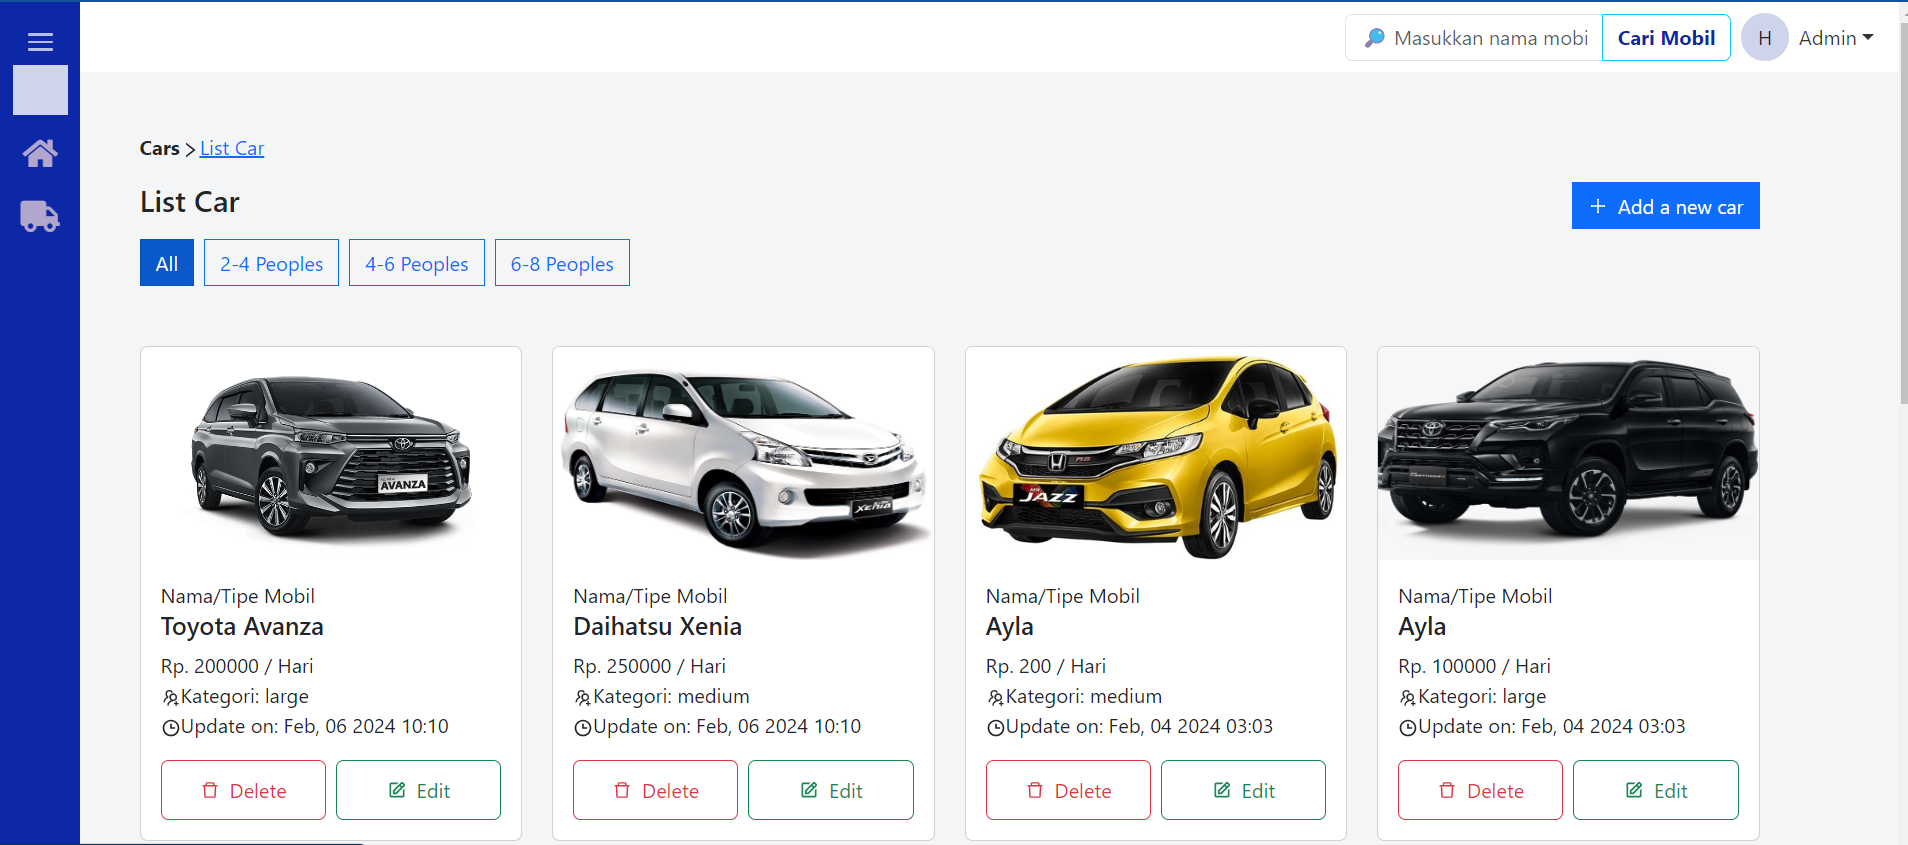 Masukkan nama mobi
Cari Mobil
H
Admin
Cars > List Car
List Car
+ Add a new car
All
2-4 Peoples
4-6 Peoples
6-8 Peoples
AVANZA
Nama/Tipe Mobil
Toyota Avanza
Rp. 200000 / Hari
Kategori: large
Update on: Feb, 06 2024 10:10
Delete
Edit
Xenia
Nama/Tipe Mobil
Daihatsu Xenia
Rp. 250000 / Hari
Kategori: medium
Update on: Feb, 06 2024 10:10
Delete
Edit
RS
JAZZ
Nama/Tipe Mobil
Ayla
Rp. 200 / Hari
Kategori: medium
Update on: Feb, 04 2024 03:03
Delete
Edit
Nama/Tipe Mobil
Ayla
Rp. 100000 / Hari
Kategori: large
Update on: Feb, 04 2024 03:03
Delete
Edit